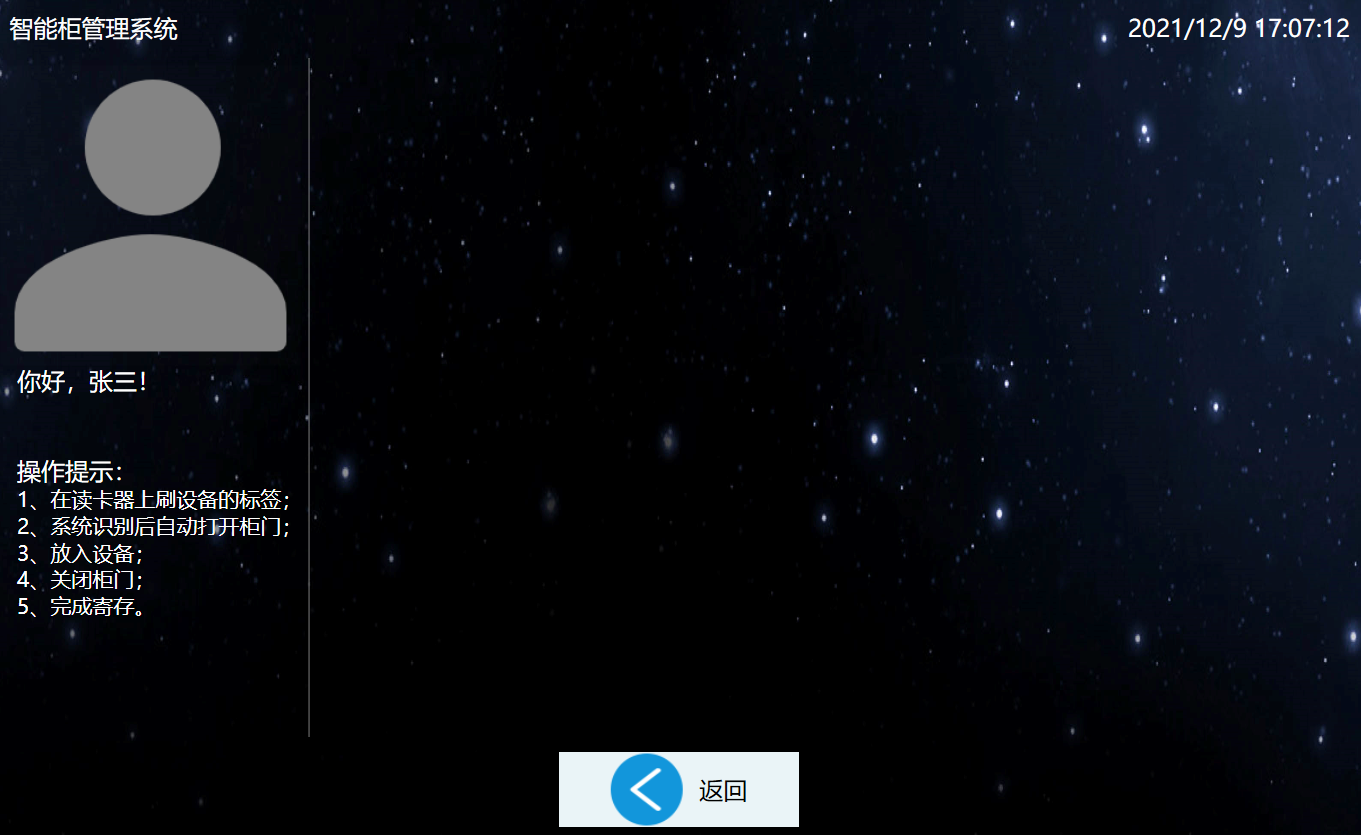 智能柜管理系统
2021/12/9 17:07:12
你好，张三！
操作提示：
1、在读卡器上刷设备的标签；
2、系统识别后自动打开柜门；
3、放入设备；
4、关闭柜门；
5、完成寄存。
返回